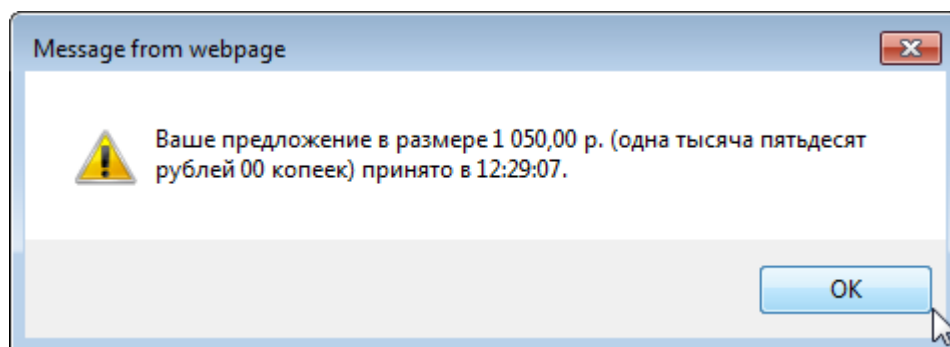 Message from webpage
Ваше предложение в размере 1 050,00 р. (одна тысяча пятьдесят
рублей 00 копеек) принято в 12:29:07.
OK